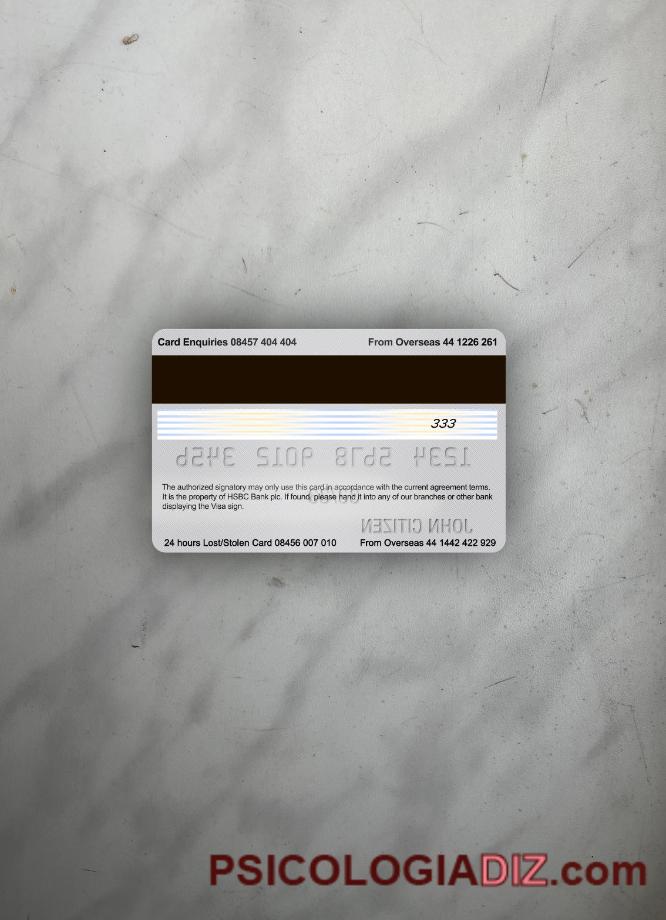 Card Enquiries 08457 404 404 From Overseas 44 1226 261
333
The authorized signatory may only use this card in accordance with the current agreement terms.
It is the property of HSBC Bank plc. If found, please hand it into any of our branches or other bank
displaying the Visa sign.
JOHN CITIZEN
24 hours Lost/Stolen Card 08456 007 010 From Overseas 44 1442 422 929
PSICOLOGIADIZ.com